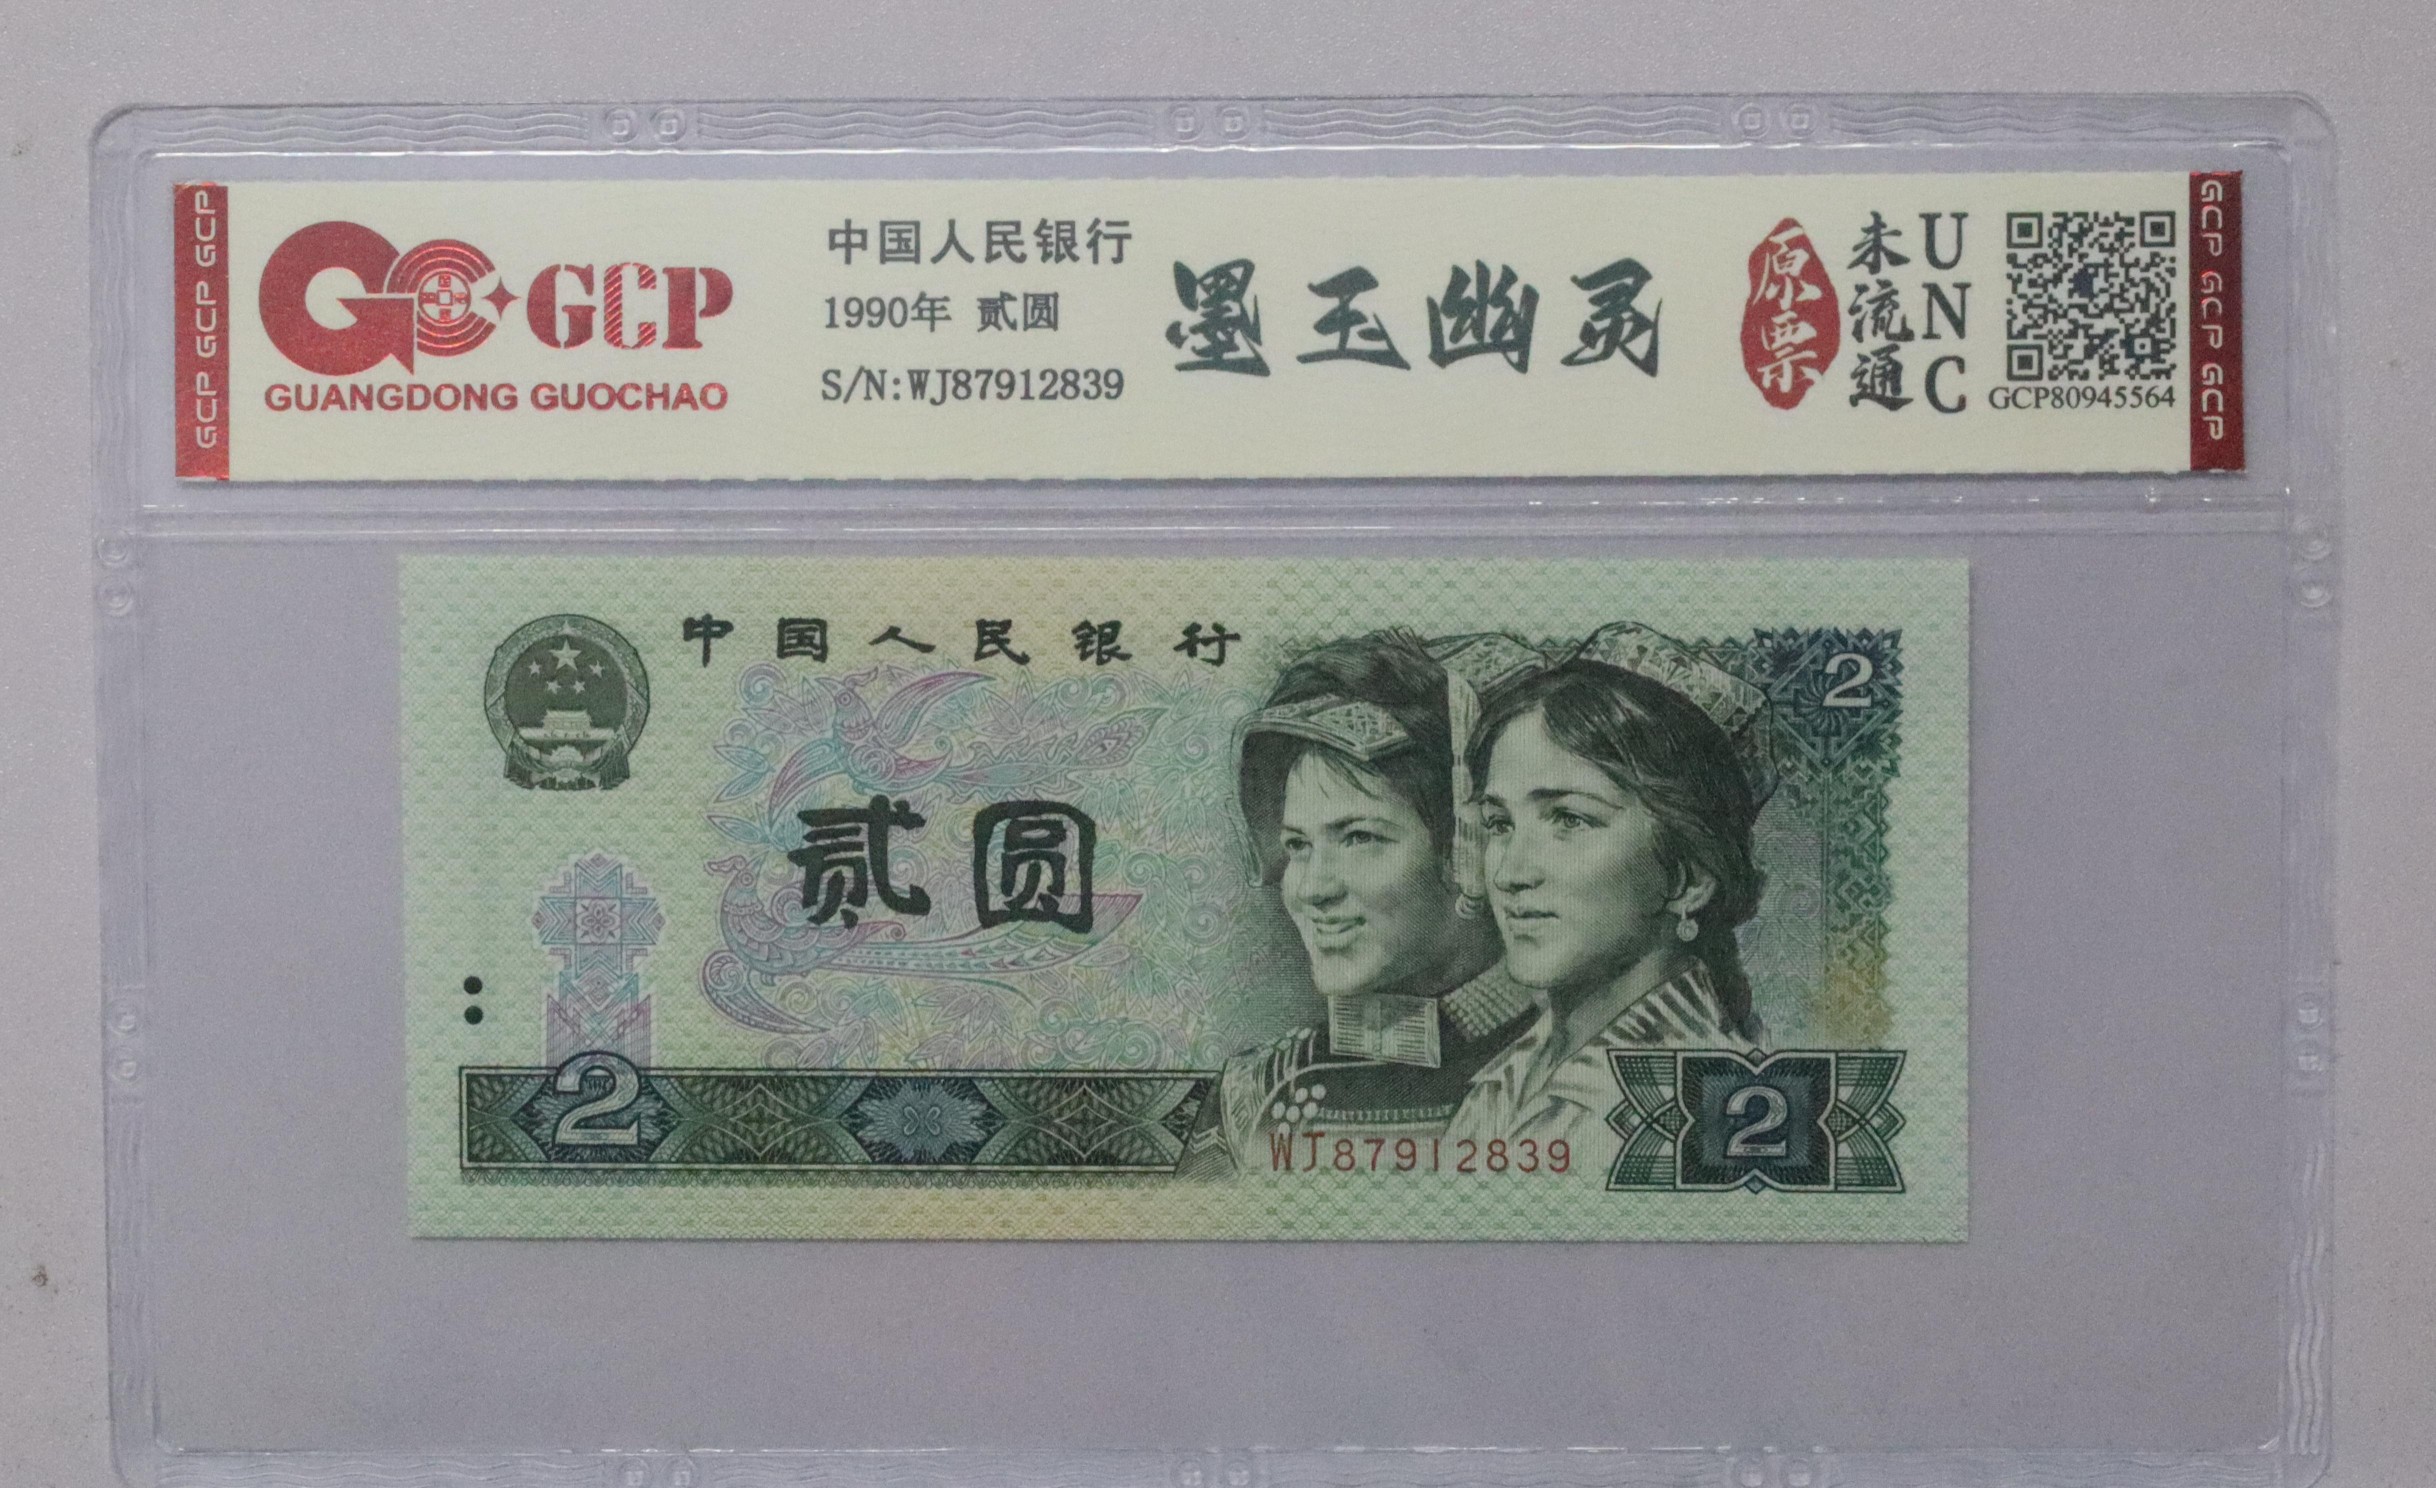 GCP GCP GCP
GCP
GUANGDONG GUOCHAO
中国人民银行
1990年 贰圆
S/N:WJ87912839
墨玉幽灵
原票
未流通
UNC
GCP80945564
GCP GCP GCP
中国人民银行
2
贰圆
2
WJ87912839
2